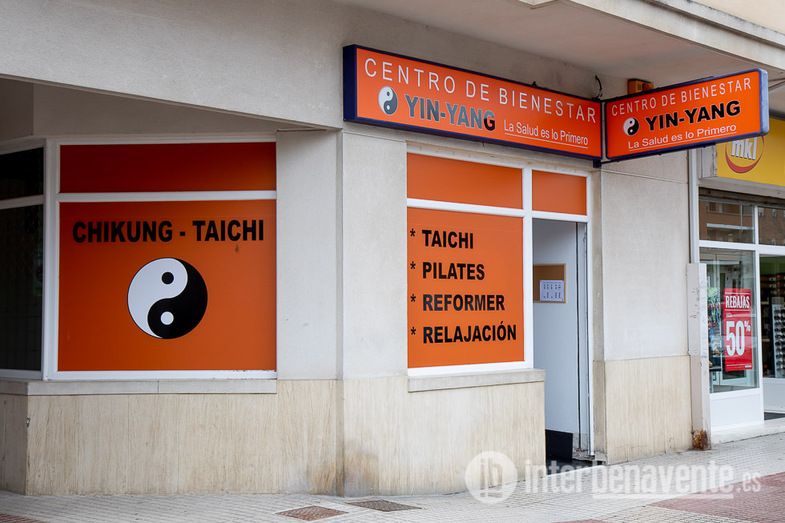 CENTRO DE BIENESTAR
YIN-YANG La Salud es lo Primero
CENTRO DE BIENESTAR
YIN-YANG
La Salud es lo Primero
mkt
CHIKUNG - TAICHI
* TAICHI
* PILATES
* REFORMER
* RELAJACIÓN
REBAJAS
50%
interbenavente.es